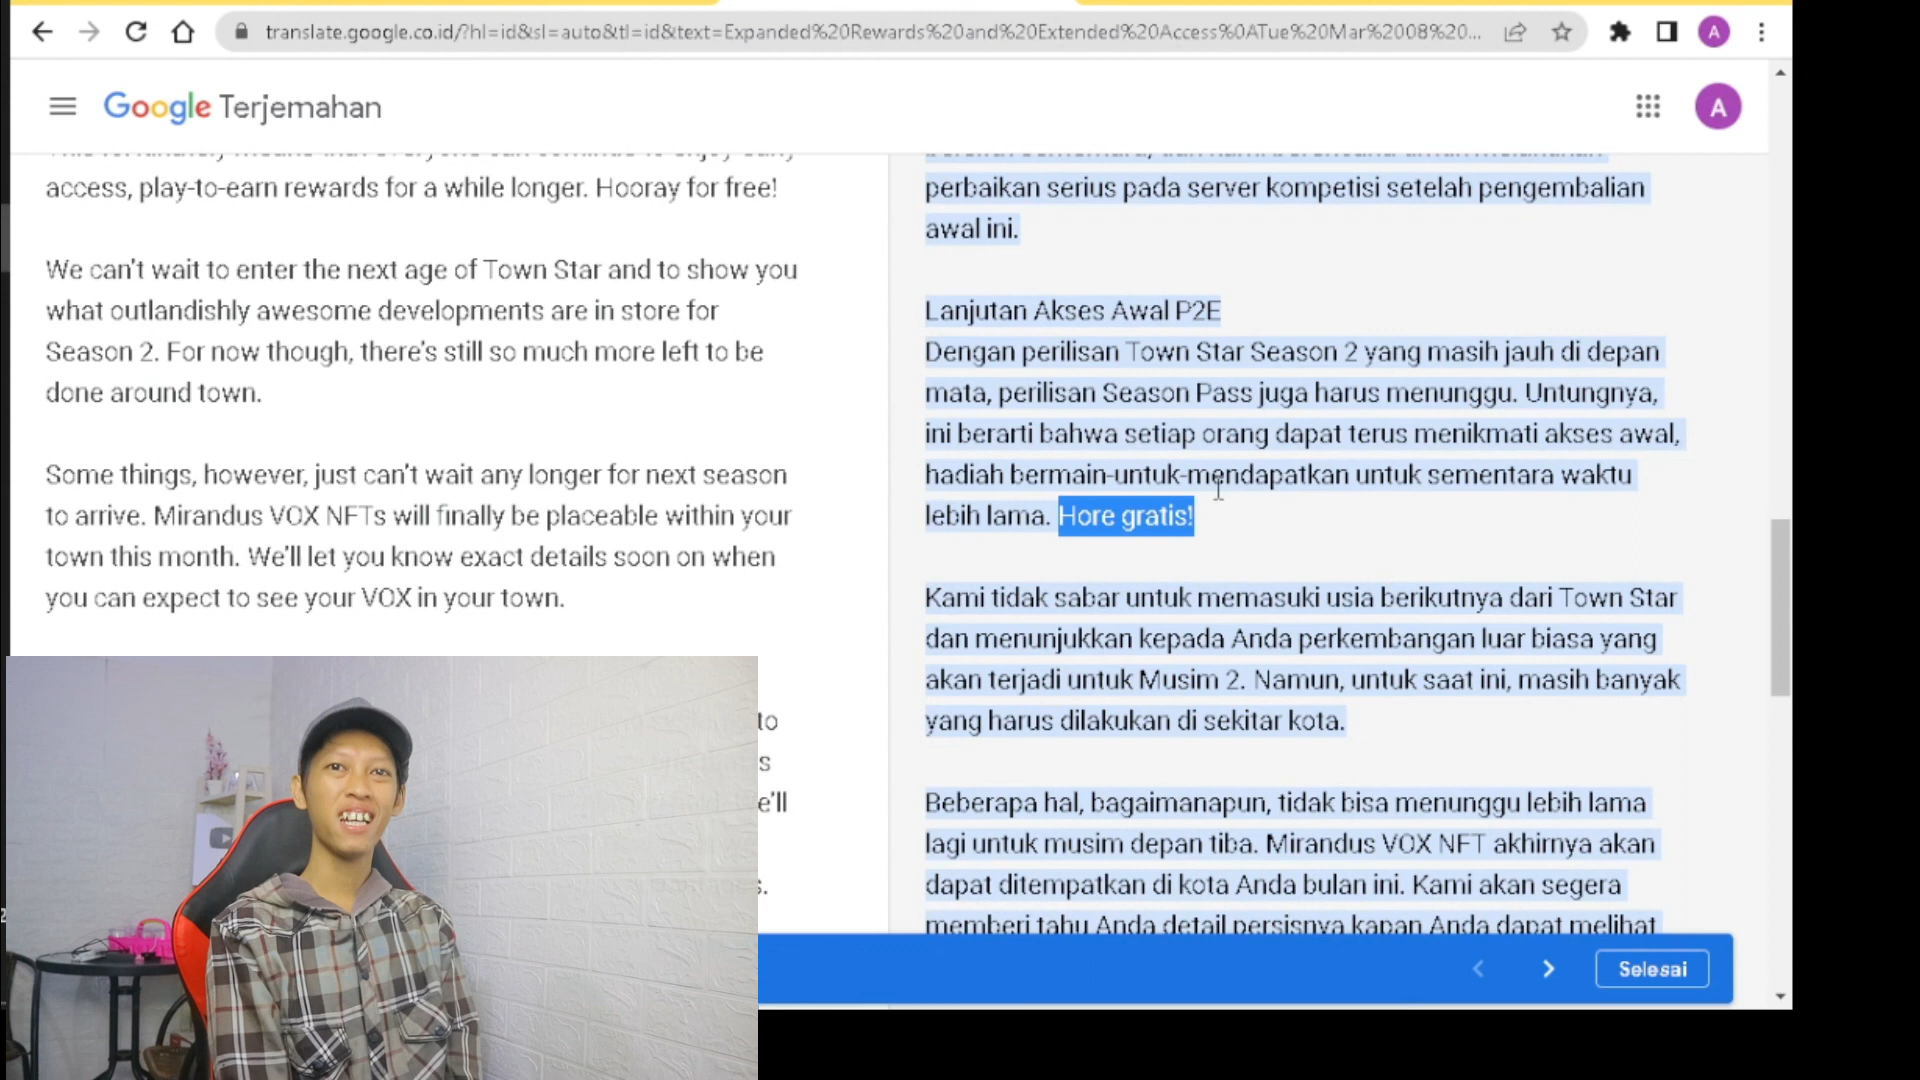 translate.google.co.id/?hl=id&sl=auto&tl=id&text=Expanded%20Rewards%20and%20Extended%20Access%0ATue%20Mar%2008%20...
A
Google Terjemahan
A
access, play-to-earn rewards for a while longer. Hooray for free!
We can't wait to enter the next age of Town Star and to show you
what outlandishly awesome developments are in store for
Season 2. For now though, there's still so much more left to be
done around town.
Some things, however, just can't wait any longer for next season
to arrive. Mirandus VOX NFTs will finally be placeable within your
town this month. We'll let you know exact details soon on when
you can expect to see your VOX in your town.
to
s
e'll
s.
perbaikan serius pada server kompetisi setelah pengembalian
awal ini.
Lanjutan Akses Awal P2E
Dengan perilisan Town Star Season 2 yang masih jauh di depan
mata, perilisan Season Pass juga harus menunggu. Untungnya,
ini berarti bahwa setiap orang dapat terus menikmati akses awal,
hadiah bermain-untuk-mendapatkan untuk sementara waktu
lebih lama. Hore gratis!
Kami tidak sabar untuk memasuki usia berikutnya dari Town Star
dan menunjukkan kepada Anda perkembangan luar biasa yang
akan terjadi untuk Musim 2. Namun, untuk saat ini, masih banyak
yang harus dilakukan di sekitar kota.
Beberapa hal, bagaimanapun, tidak bisa menunggu lebih lama
lagi untuk musim depan tiba. Mirandus VOX NFT akhirnya akan
dapat ditempatkan di kota Anda bulan ini. Kami akan segera
memberi tahu Anda detail persisnya kapan Anda dapat melihat
Selesai